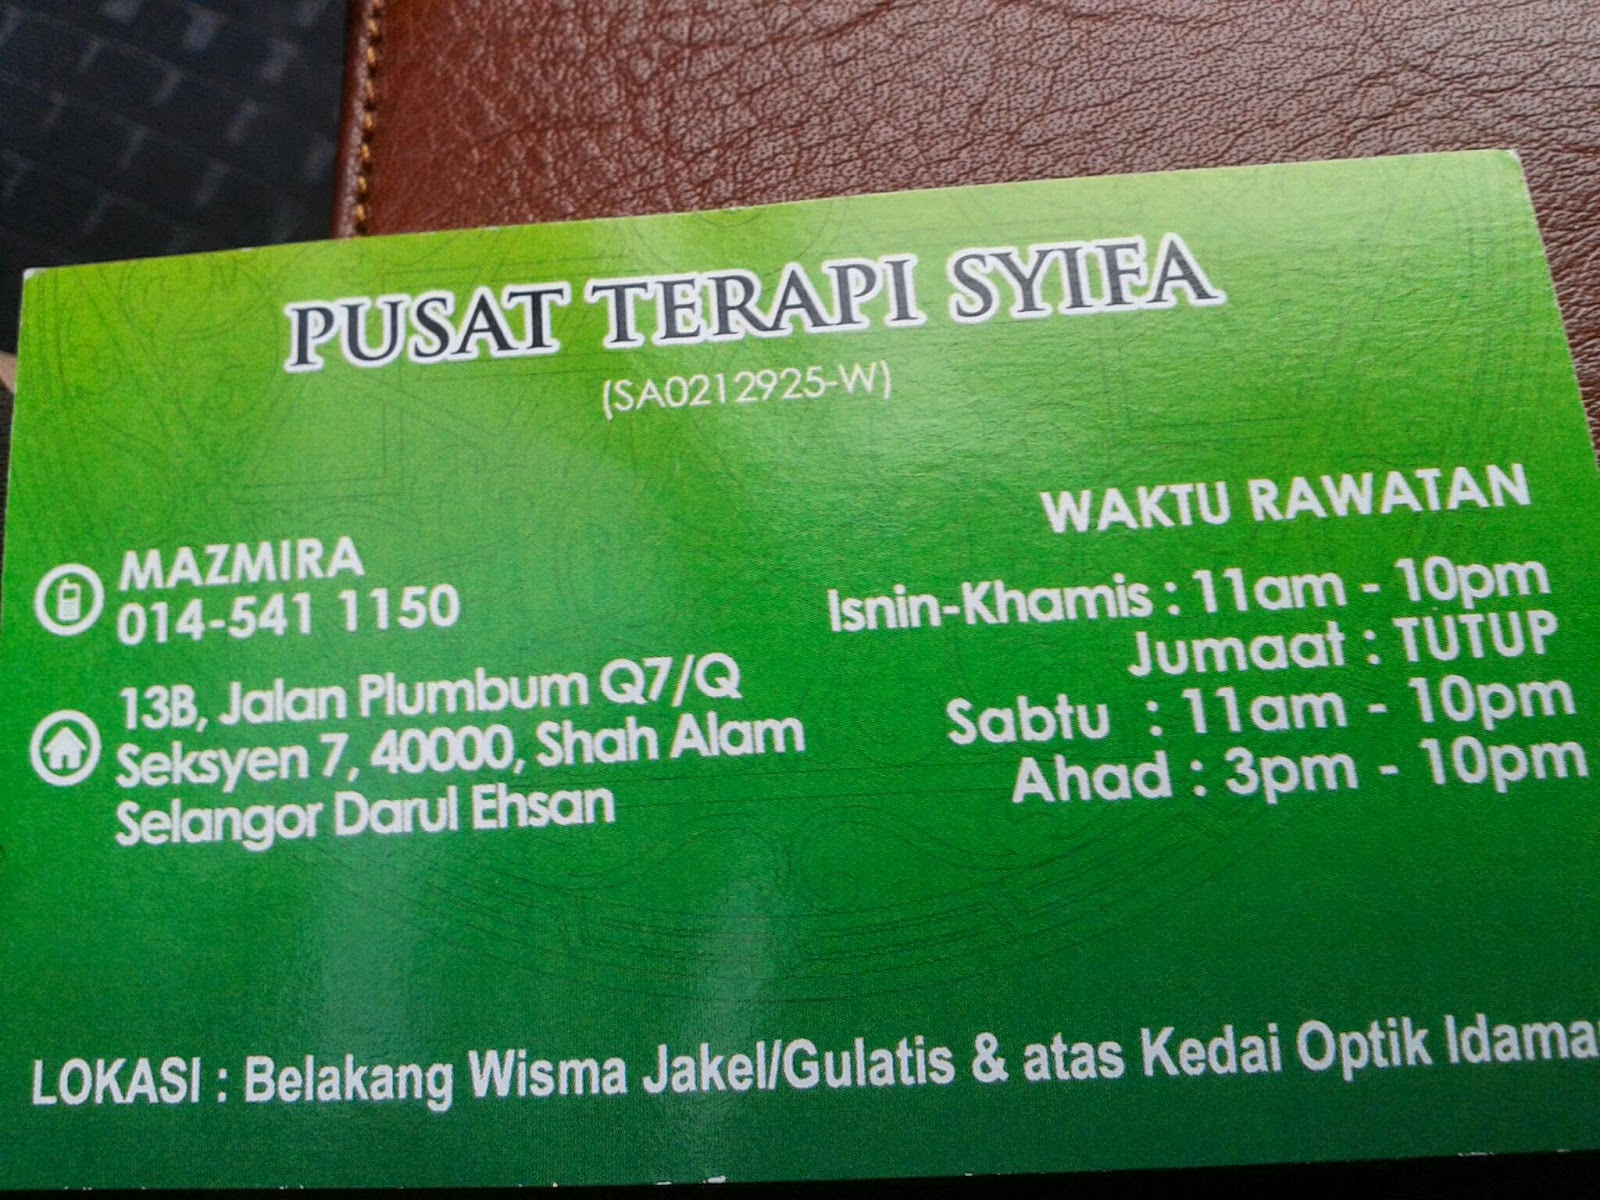 PUSAT TERAPI SYIFA
(SA0212925-W)
MAZMIRA
014-541 1150
13B, Jalan Plumbum Q7/Q
Seksyen 7, 40000, Shah Alam
Selangor Darul Ehsan
WAKTU RAWATAN
Isnin-Khamis : 11am - 10pm
Jumaat : TUTUP
Sabtu : 11am - 10pm
Ahad : 3pm - 10pm
LOKASI : Belakang Wisma Jakel/Gulatis & atas Kedai Optik